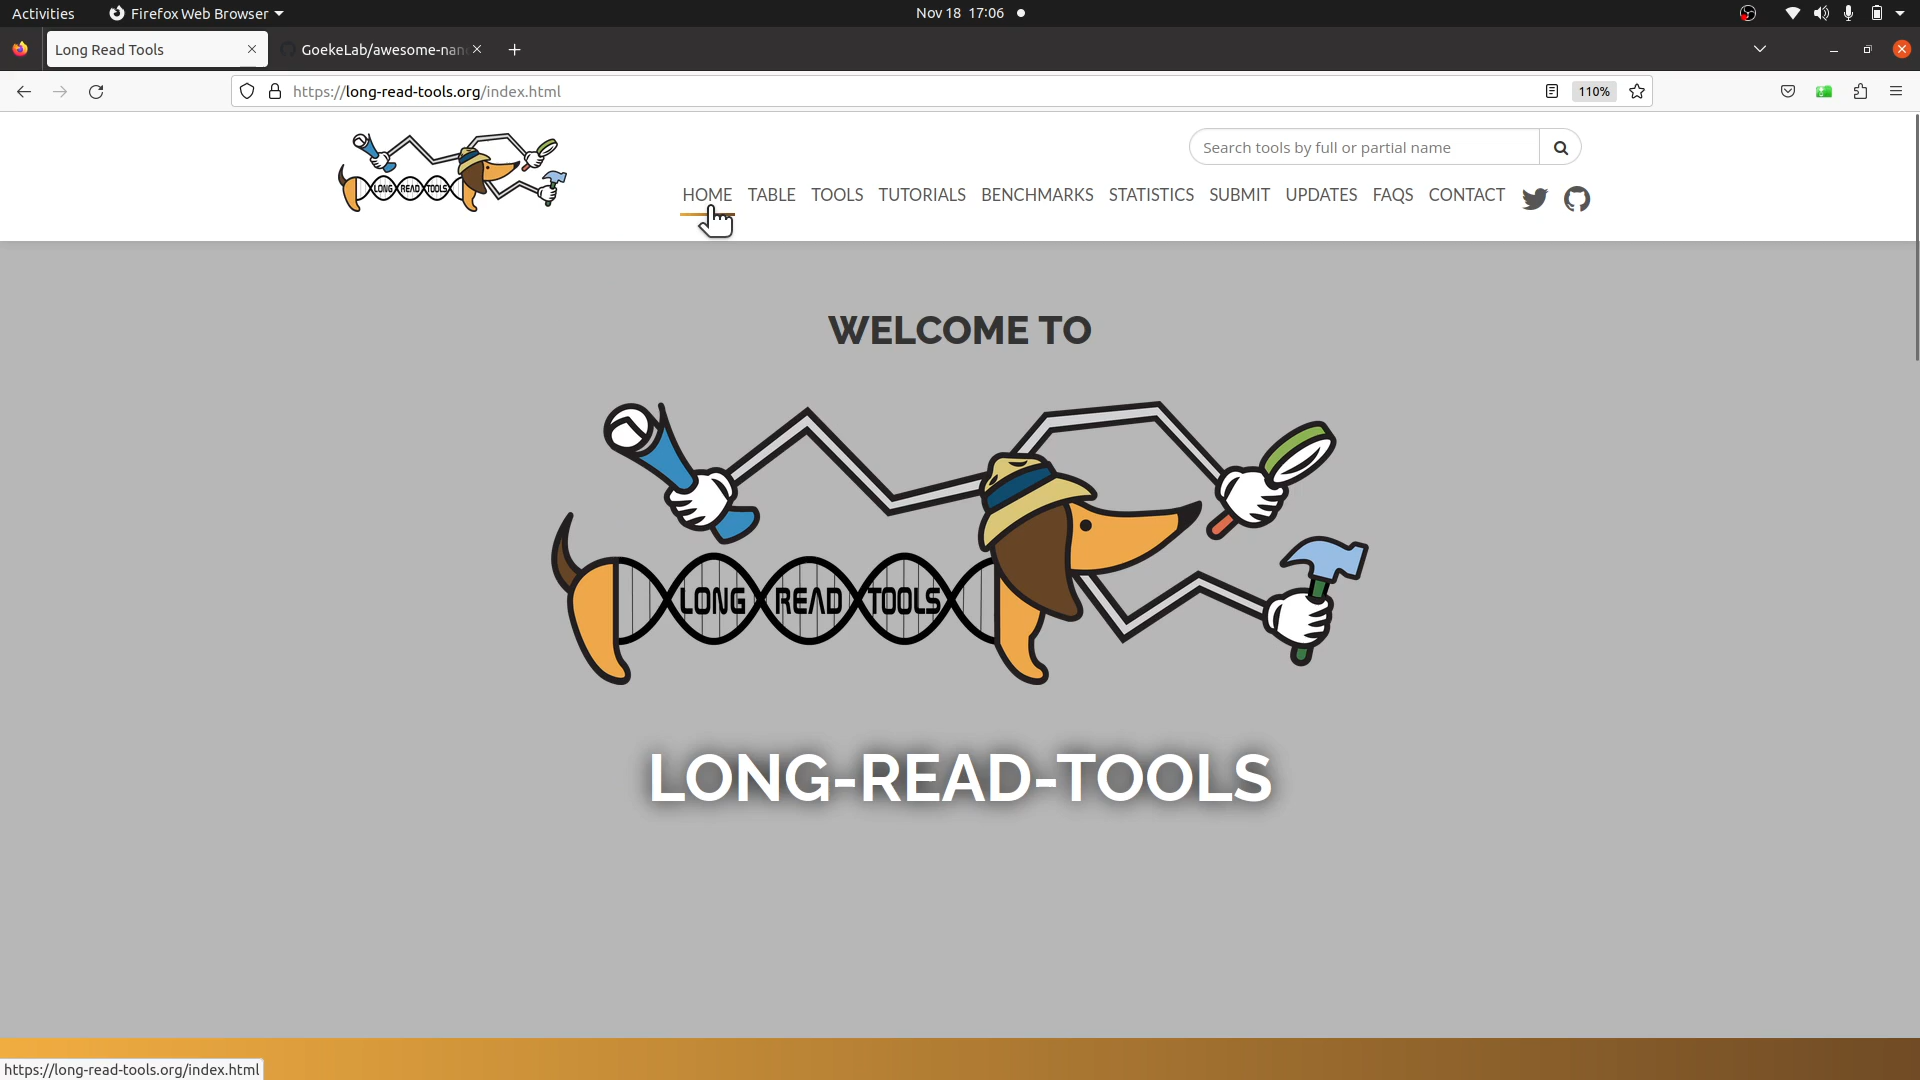 Activities Firefox Web Browser Nov 18 17:06
Long Read Tools GoekeLab/awesome-nan
https://long-read-tools.org/index.html 110%
LONG READ TOOLS
Search tools by full or partial name
HOME TABLE TOOLS TUTORIALS BENCHMARKS STATISTICS SUBMIT UPDATES FAQS CONTACT
WELCOME TO
LONG READ TOOLS
LONG-READ-TOOLS
https://long-read-tools.org/index.html